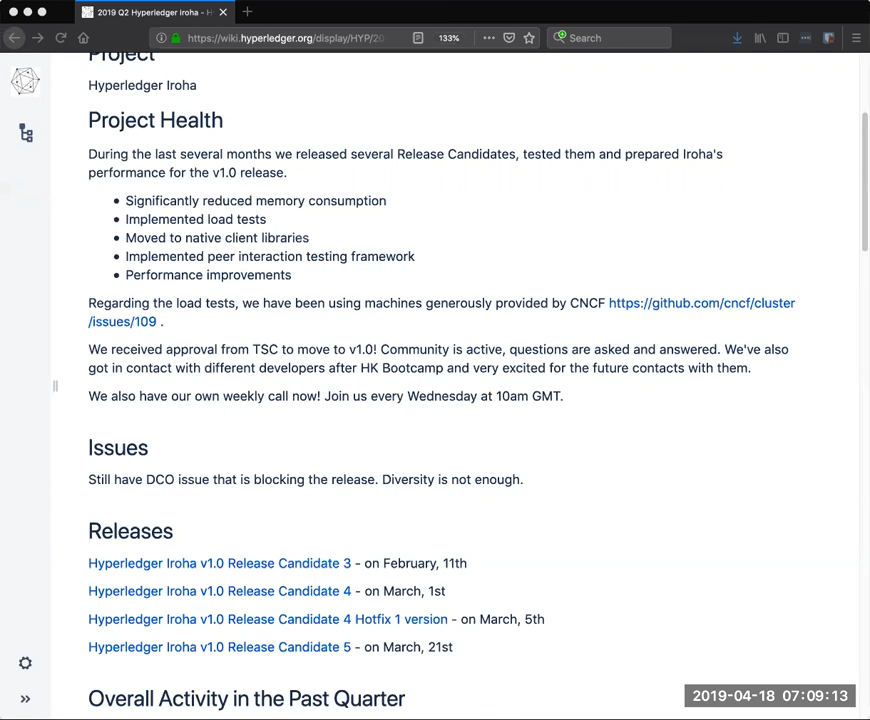 2019 Q2 Hyperledger Iroha - H
https://wiki.hyperledger.org/display/HYP/20
133%
Search
Project
Hyperledger Iroha
Project Health
During the last several months we released several Release Candidates, tested them and prepared Iroha's
performance for the v1.0 release.
Significantly reduced memory consumption
Implemented load tests
Moved to native client libraries
Implemented peer interaction testing framework
Performance improvements
Regarding the load tests, we have been using machines generously provided by CNCF https://github.com/cncf/cluster
/issues/109 .
We received approval from TSC to move to v1.0! Community is active, questions are asked and answered. We've also
got in contact with different developers after HK Bootcamp and very excited for the future contacts with them.
We also have our own weekly call now! Join us every Wednesday at 10am GMT.
Issues
Still have DCO issue that is blocking the release. Diversity is not enough.
Releases
Hyperledger Iroha v1.0 Release Candidate 3 - on February, 11th
Hyperledger Iroha v1.0 Release Candidate 4 - on March, 1st
Hyperledger Iroha v1.0 Release Candidate 4 Hotfix 1 version - on March, 5th
Hyperledger Iroha v1.0 Release Candidate 5 - on March, 21st
Overall Activity in the Past Quarter
2019-04-18 07:09:13